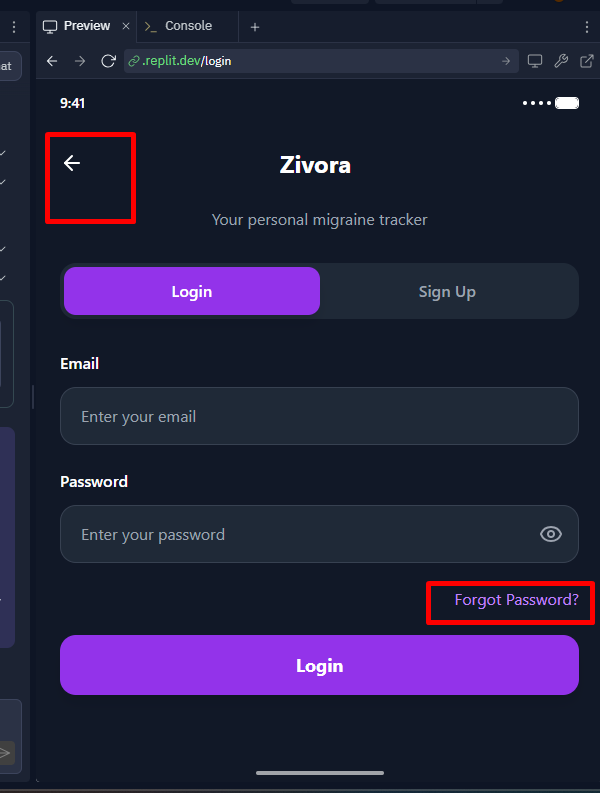 Preview
Console
at
.replit.dev/login
9:41
Zivora
Your personal migraine tracker
Login
Sign Up
Email
Enter your email
Password
Enter your password
Forgot Password?
Login